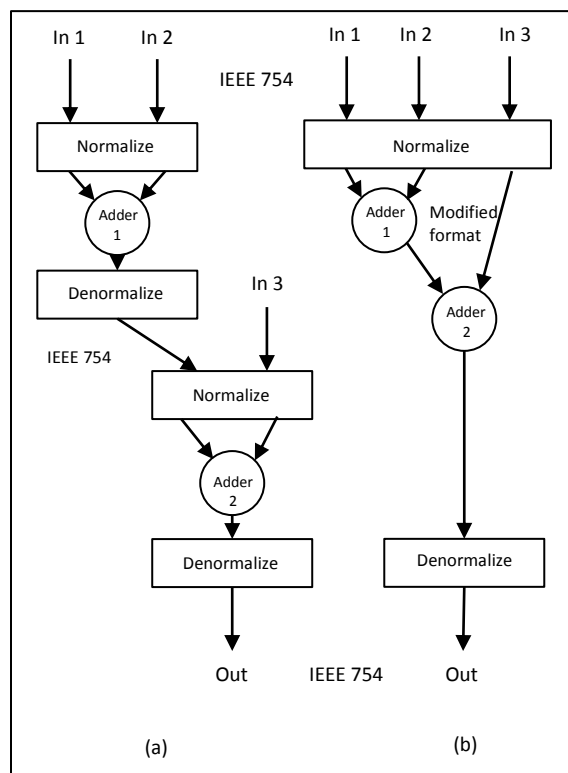 In 1
In 2
Normalize
Adder
1
Denormalize
In 3
IEEE 754
Normalize
Adder
2
Denormalize
Out
(a)
IEEE 754
In 1
In 2
In 3
Normalize
Adder
1
Modified
format
Adder
2
Denormalize
IEEE 754
Out
(b)